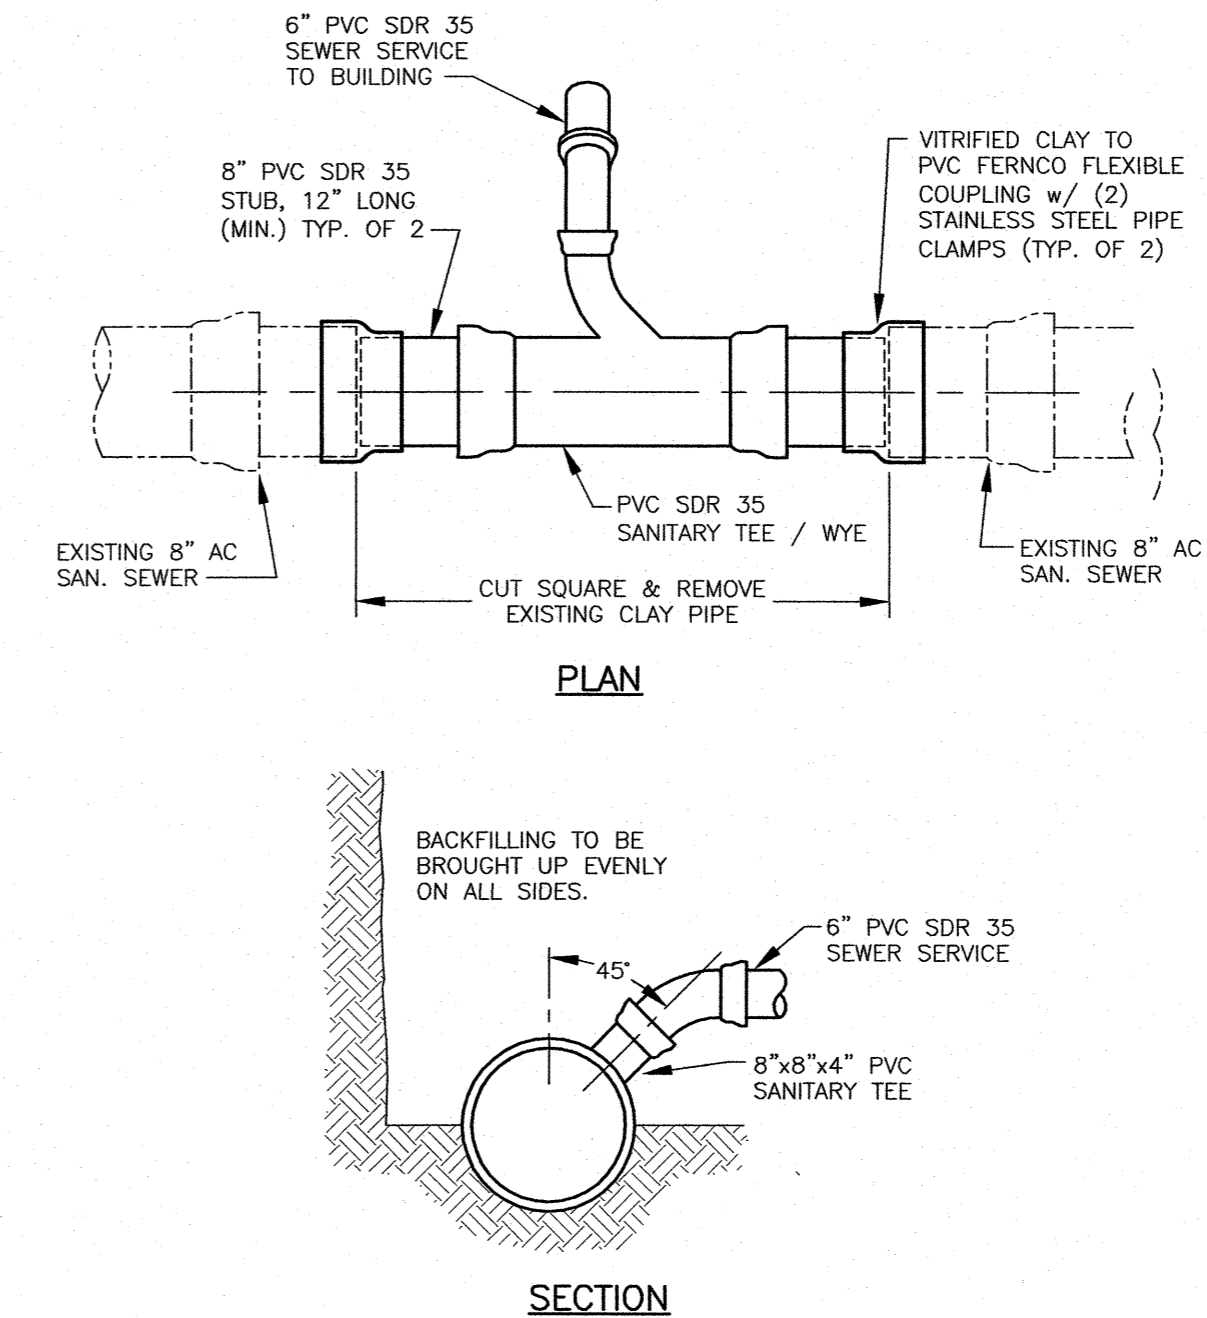 6" PVC SDR 35
SEWER SERVICE
TO BUILDING
8" PVC SDR 35
STUB, 12" LONG
(MIN.) TYP. OF 2
VITRIFIED CLAY TO
PVC FERNCO FLEXIBLE
COUPLING w/ (2)
STAINLESS STEEL PIPE
CLAMPS (TYP. OF 2)
PVC SDR 35
SANITARY TEE / WYE
EXISTING 8" AC
SAN. SEWER
EXISTING 8" AC
SAN. SEWER
CUT SQUARE & REMOVE
EXISTING CLAY PIPE
PLAN
BACKFILLING TO BE
BROUGHT UP EVENLY
ON ALL SIDES.
45°
6" PVC SDR 35
SEWER SERVICE
8"x8"x4" PVC
SANITARY TEE
SECTION